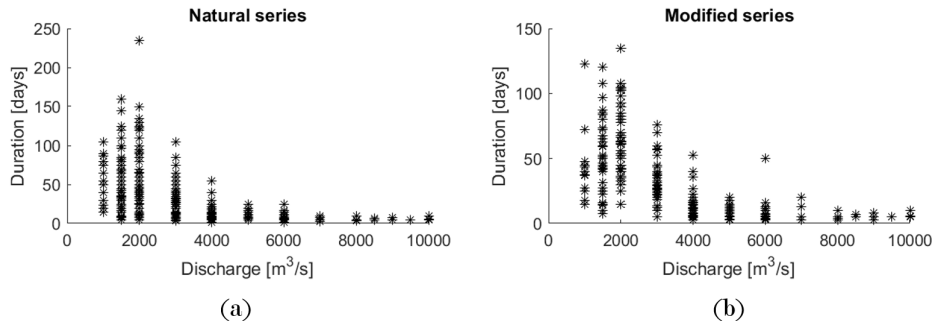 Natural series
250
200
150
100
50
0
Duration [days]
0 2000 4000 6000 8000 10000
Discharge [m³/s]
(a)
Modified series
150
100
50
0
Duration [days]
0 2000 4000 6000 8000 10000
Discharge [m³/s]
(b)